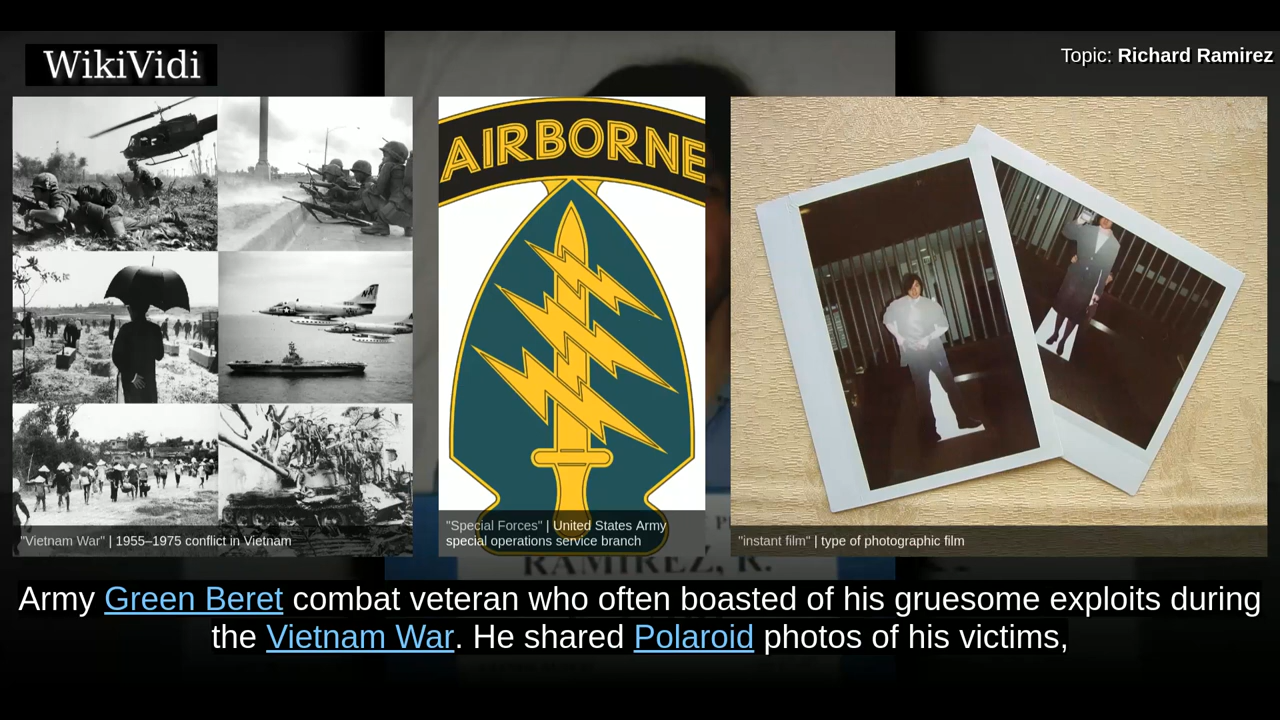 WikiVidi
Topic: Richard Ramirez
AIRBORNE
"Vietnam War" | 1955–1975 conflict in Vietnam
"Special Forces" | United States Army
special operations service branch
"instant film" | type of photographic film
RAMIREZ, R.
Army Green Beret combat veteran who often boasted of his gruesome exploits during
the Vietnam War. He shared Polaroid photos of his victims,